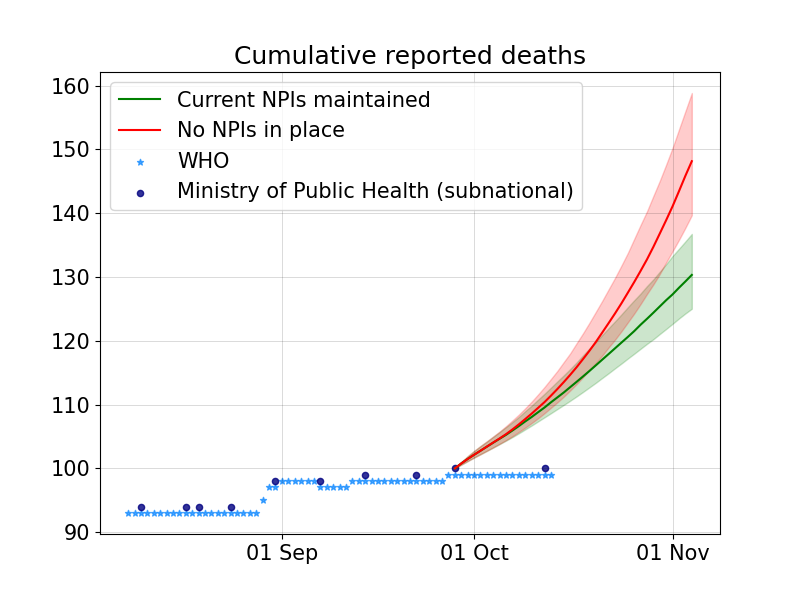 Cumulative reported deaths
Current NPIs maintained
No NPIs in place
WHO
Ministry of Public Health (subnational)
160
150
140
130
120
110
100
90
01 Sep
01 Oct
01 Nov